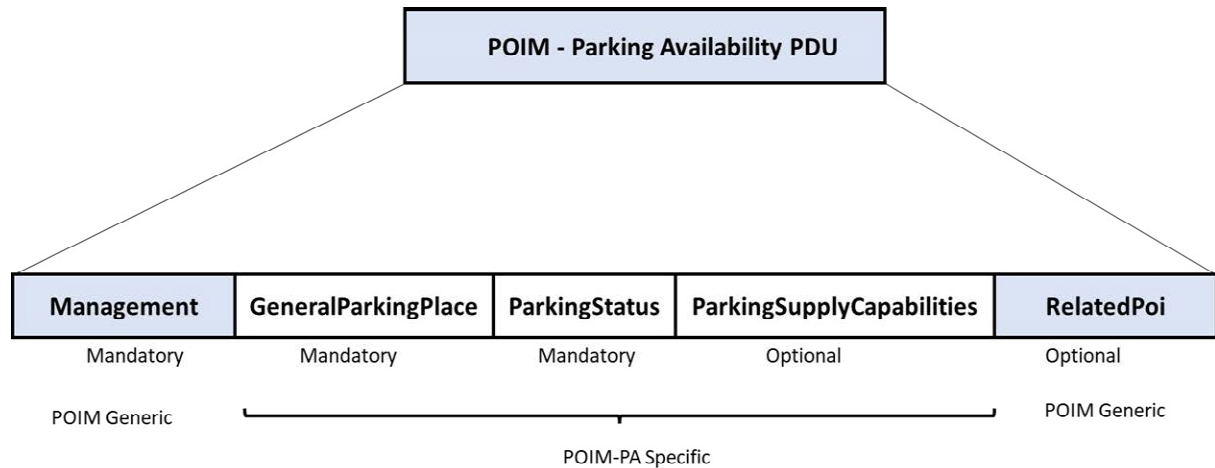 POIM - Parking Availability PDU
Management GeneralParkingPlace ParkingStatus ParkingSupplyCapabilities RelatedPoi
Mandatory Mandatory Mandatory Optional Optional
POIM Generic POIM Generic
POIM-PA Specific